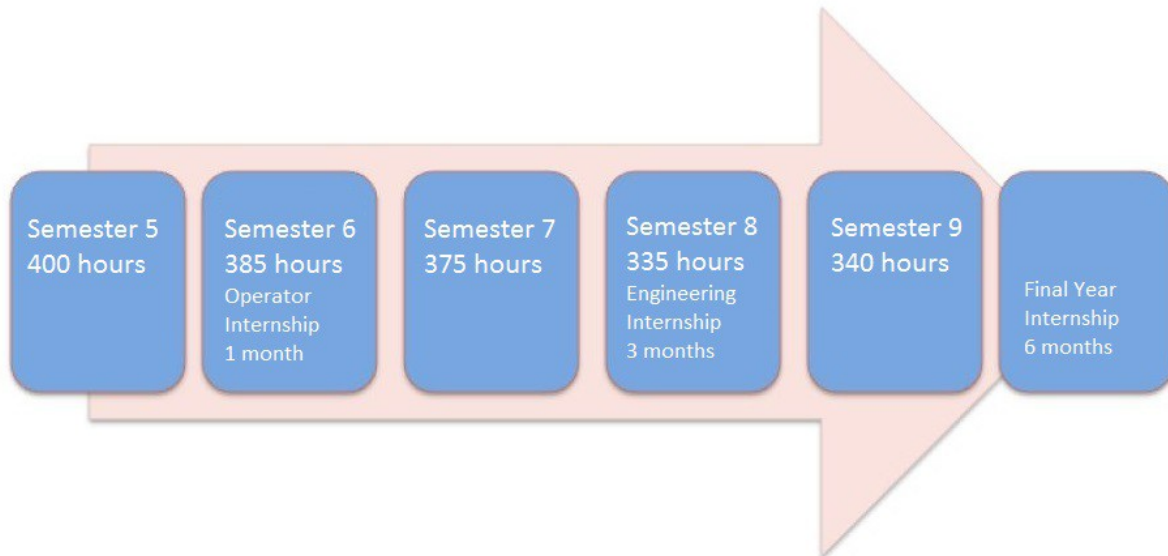 Semester 5
400 hours
Semester 6
385 hours
Operator
Internship
1 month
Semester 7
375 hours
Semester 8
335 hours
Engineering
Internship
3 months
Semester 9
340 hours
Final Year
Internship
6 months